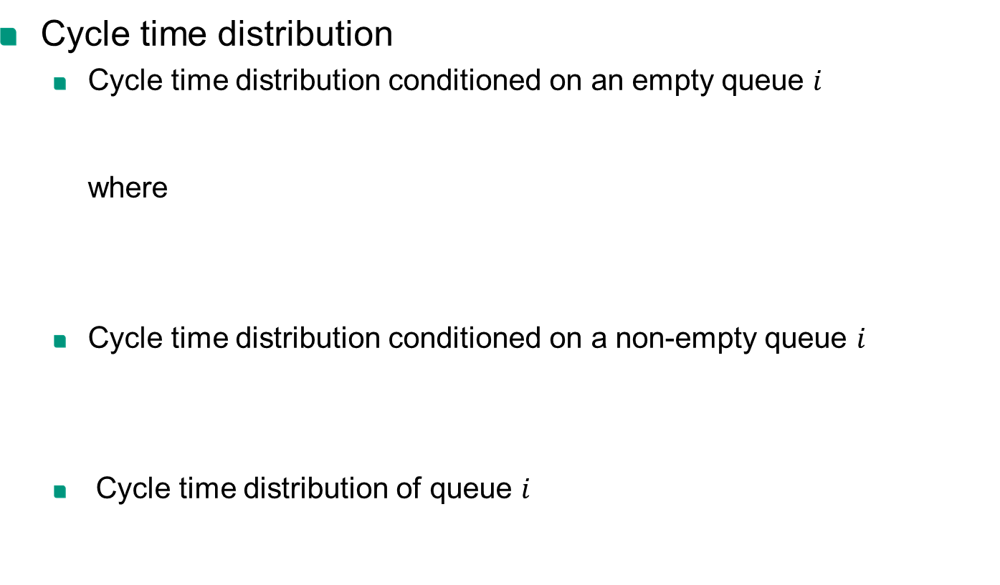 Cycle time distribution
Cycle time distribution conditioned on an empty queue i
where
Cycle time distribution conditioned on a non-empty queue i
Cycle time distribution of queue i